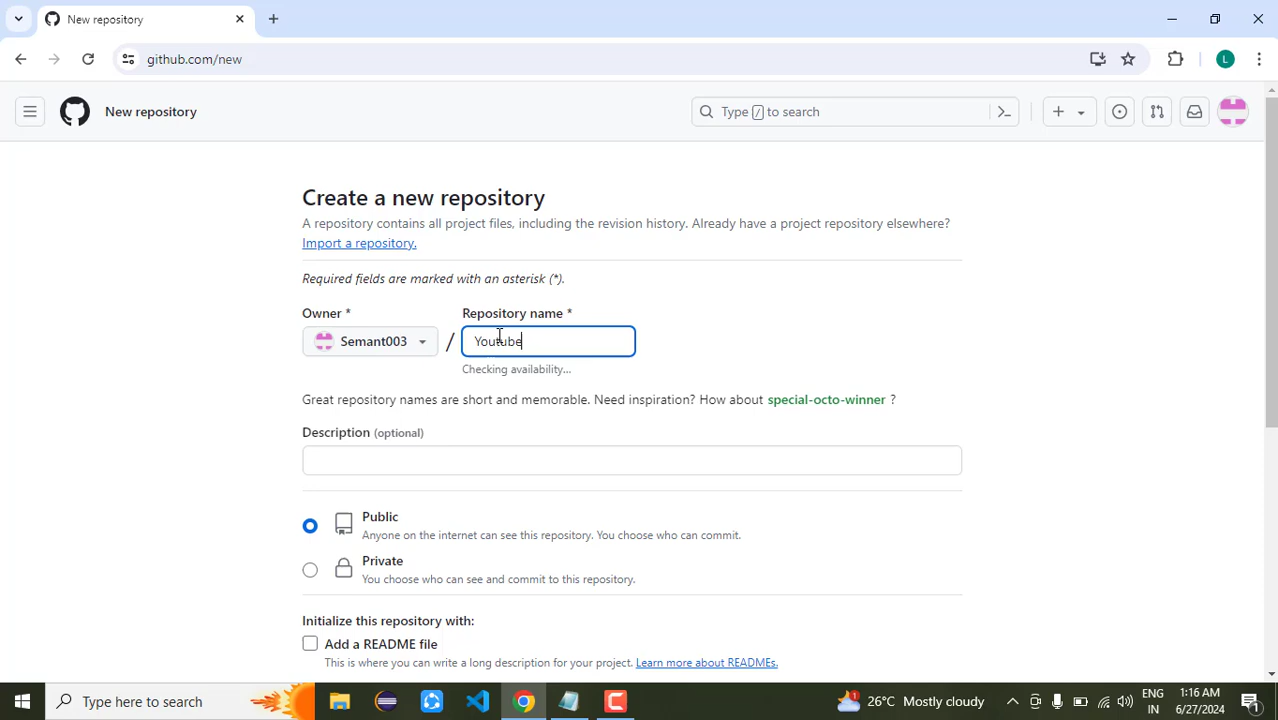 New repository
github.com/new
L
New repository
Type / to search
Create a new repository
A repository contains all project files, including the revision history. Already have a project repository elsewhere?
Import a repository.
Required fields are marked with an asterisk (*).
Owner *
Repository name *
Semant003 / Youtube
Checking availability...
Great repository names are short and memorable. Need inspiration? How about special-octo-winner ?
Description (optional)
Public
Anyone on the internet can see this repository. You choose who can commit.
Private
You choose who can see and commit to this repository.
Initialize this repository with:
Add a README file
This is where you can write a long description for your project. Learn more about READMEs.
Type here to search
1
26°C Mostly cloudy
ENG
IN
1:16 AM
6/27/2024
1